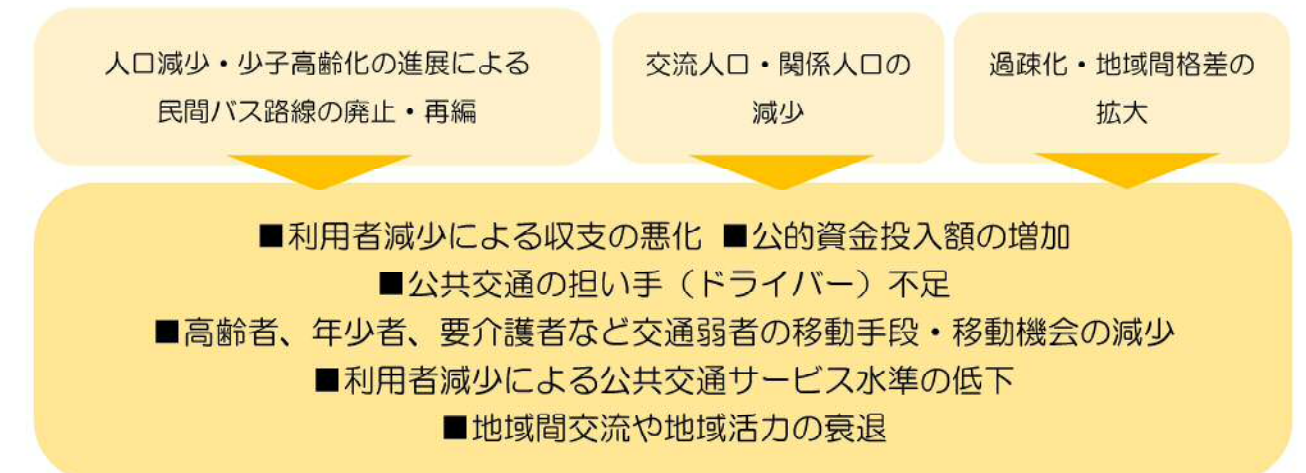 人口減少・少子高齢化の進展による
民間バス路線の廃止・再編
交流人口・関係人口の
減少
過疎化・地域間格差の
拡大
■利用者減少による収支の悪化 ■公的資金投入額の増加
■公共交通の担い手（ドライバー）不足
■高齢者、年少者、要介護者など交通弱者の移動手段・移動機会の減少
■利用者減少による公共交通サービス水準の低下
■地域間交流や地域活力の衰退